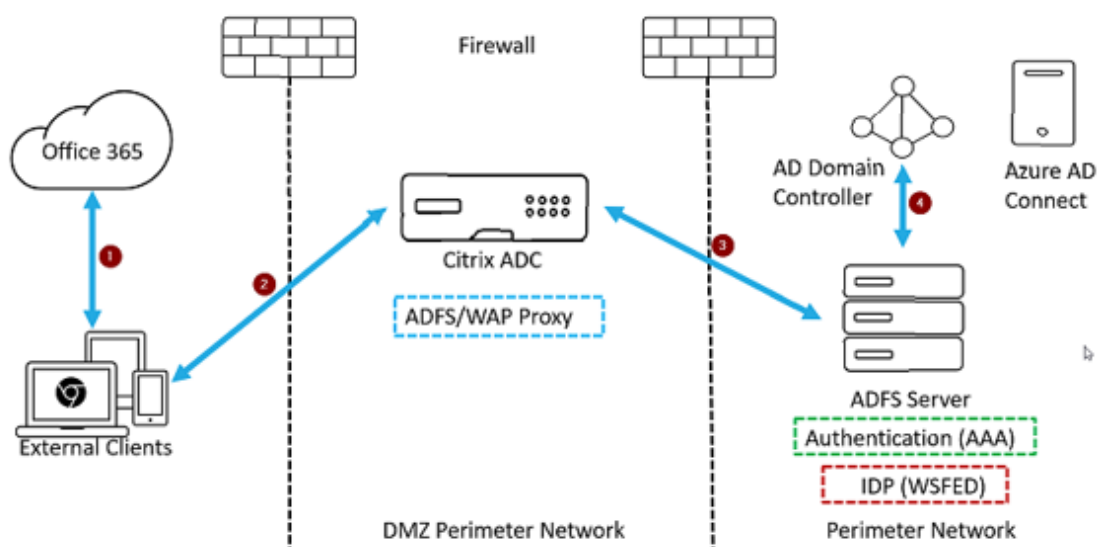 Firewall
Office 365
1
External Clients
2
Citrix ADC
ADFS/WAP Proxy
DMZ Perimeter Network
3
AD Domain
Controller
4
Azure AD
Connect
ADFS Server
Authentication (AAA)
IDP (WSFED)
Perimeter Network